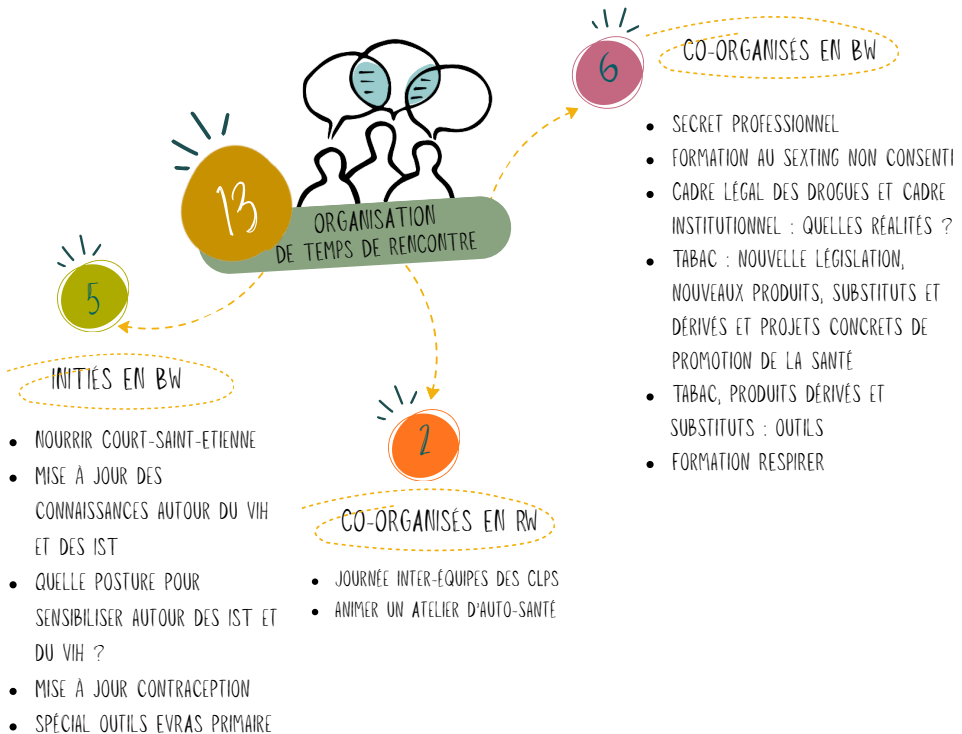 13
ORGANISATION
DE TEMPS DE RENCONTRE
5
INITIÉS EN BW
• NOURRIR COURT-SAINT-ETIENNE
• MISE À JOUR DES
CONNAISSANCES AUTOUR DU VIH
ET DES IST
• QUELLE POSTURE POUR
SENSIBILISER AUTOUR DES IST ET
DU VIH ?
• MISE À JOUR CONTRACEPTION
• SPÉCIAL OUTILS EVRAS PRIMAIRE
2
CO-ORGANISÉS EN RW
• JOURNÉE INTER-ÉQUIPES DES CLPS
• ANIMER UN ATELIER D'AUTO-SANTÉ
6
CO-ORGANISÉS EN BW
• SECRET PROFESSIONNEL
• FORMATION AU SEXTING NON CONSENTI
• CADRE LÉGAL DES DROGUES ET CADRE
INSTITUTIONNEL : QUELLES RÉALITÉS ?
• TABAC : NOUVELLE LÉGISLATION,
NOUVEAUX PRODUITS, SUBSTITUTS ET
DÉRIVÉS ET PROJETS CONCRETS DE
PROMOTION DE LA SANTÉ
• TABAC, PRODUITS DÉRIVÉS ET
SUBSTITUTS : OUTILS
• FORMATION RESPIRER